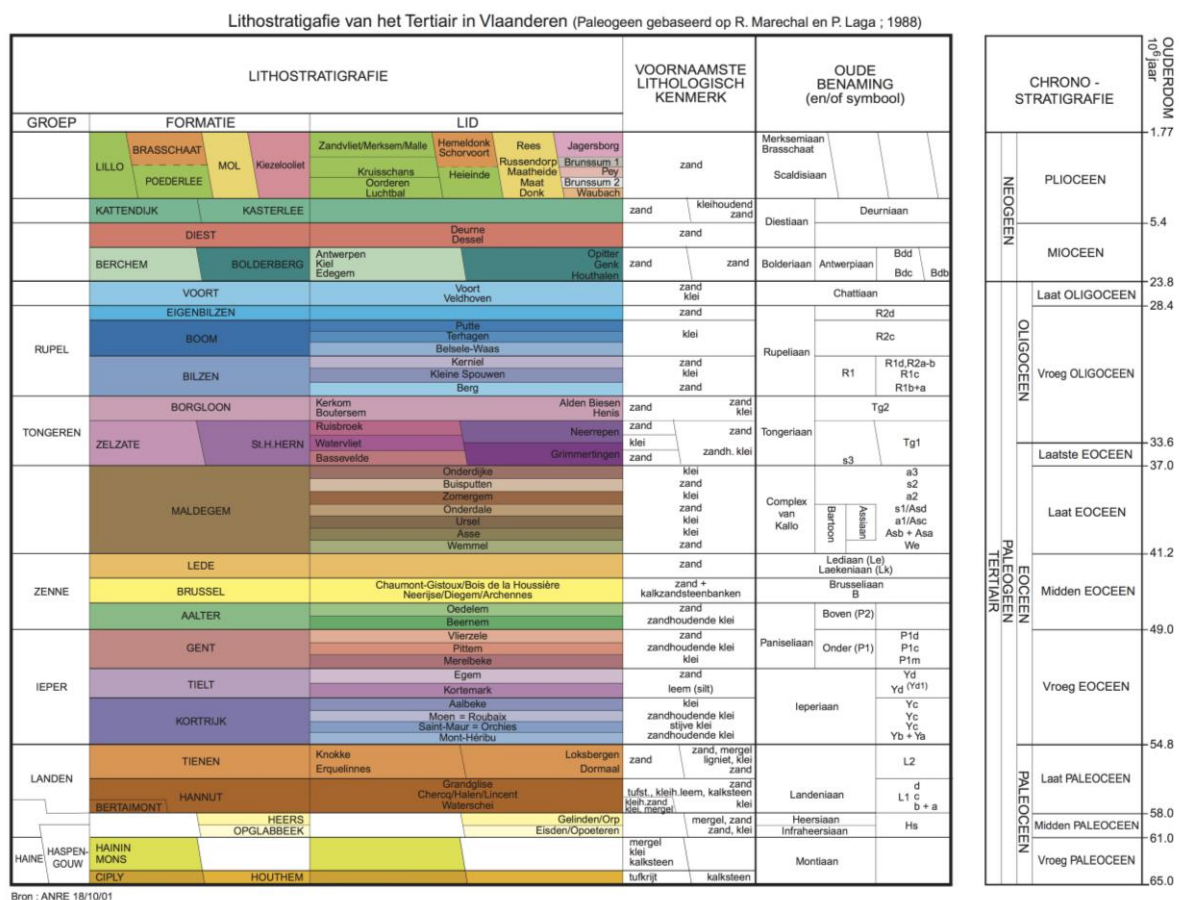 Lithostratigafie van het Tertiair in Vlaanderen (Paleogeen gebaseerd op R. Marechal en P. Laga ; 1988)
LITHOSTRATIGRAFIE
VOORNAAMSTE
LITHOLOGISCH
KENMERK
OUDE
BENAMING
(en/of symbool)
CHRONO -
STRATIGRAFIE
OUDERDOM
10⁶ jaar
GROEP
FORMATIE
LID
LILLO
BRASSCHAAT
POEDERLEE
MOL
Kiezelooliet
Zandvliet/Merksem/Malle
Kruisschans
Oorderen
Luchtbal
Hemeldonk
Schorvoort
Heieinde
Rees
Russendorp
Maatheide
Maat
Donk
Jagersborg
Brunssum 1
Pey
Brunssum 2
Waubach
zand
Merksemiaan
Brasschaat
Scaldisiaan
KATTENDIJK
KASTERLEE
zand
kleihoudend
zand
Diestiaan
Deurniaan
DIEST
Deurne
Dessel
zand
BERCHEM
BOLDERBERG
Antwerpen
Kiel
Edegem
Opitter
Genk
Houthalen
zand
zand
Bolderiaan
Antwerpiaan
Bdd
Bdc
Bdb
RUPEL
VOORT
Voort
Veldhoven
zand
klei
Chattiaan
EIGENBILZEN
zand
Rupeliaan
R2d
BOOM
Putte
Terhagen
Belsele-Waas
klei
R2c
BILZEN
Kerniel
Kleine Spouwen
Berg
zand
klei
zand
R1
R1d,R2a-b
R1c
R1b+a
TONGEREN
BORGLOON
Kerkom
Boutersem
Alden Biesen
Henis
zand
zand
klei
Tongeriaan
Tg2
ZELZATE
St.H.HERN
Ruisbroek
Watervliet
Bassevelde
Neerrepen
Grimmertingen
zand
klei
zand
zand
zandh. klei
s3
Tg1
MALDEGEM
Onderdijke
Buisputten
Zomergem
Onderdale
Ursel
Asse
Wemmel
klei
zand
klei
zand
klei
klei
zand
Complex
van
Kallo
Bartoon
Assiaan
a3
s2
a2
s1/Asd
a1/Asc
Asb + Asa
We
ZENNE
LEDE
zand
Lediaan (Le)
Laekeniaan (Lk)
BRUSSEL
Chaumont-Gistoux/Bois de la Houssière
Neerijse/Diegem/Archennes
zand +
kalkzandsteenbanken
Brusseliaan
B
AALTER
Oedelem
Beernem
zand
zandhoudende klei
Paniseliaan
Boven (P2)
IEPER
GENT
Vlierzele
Pittem
Merelbeke
zand
zandhoudende klei
klei
Onder (P1)
P1d
P1c
P1m
TIELT
Egem
Kortemark
zand
leem (silt)
Ieperiaan
Yd
Yd (Yd1)
KORTRIJK
Aalbeke
Moen = Roubaix
Saint-Maur = Orchies
Mont-Héribu
klei
zandhoudende klei
stijve klei
zandhoudende klei
Yc
Yc
Yc
Yb + Ya
LANDEN
TIENEN
Knokke
Erquelinnes
Loksbergen
Dormaal
zand
zand, mergel
ligniet, klei
zand
Landeniaan
L2
HANNUT
BERTAIMONT
Grandglise
Chercq/Halen/Lincent
Waterschei
zand
tufst., kleih.leem, kalksteen
kleih.zand
klei, mergel
klei
L1
d
c
b + a
HEERS
OPGLABBEEK
Gelinden/Orp
Eisden/Opoeteren
mergel, zand
zand, klei
Heersiaan
Infraheersiaan
Hs
HAINE
HASPEN-
GOUW
HAININ
MONS
mergel
klei
kalksteen
Montiaan
CIPLY
HOUTHEM
tufkrijt
kalksteen
TERTIAIR
NEOGEEN
PALEOGEEN
OLIGOCEEN
EOCEEN
PALEOCEEN
1.77
PLIOCEEN
5.4
MIOCEEN
23.8
Laat OLIGOCEEN
28.4
Vroeg OLIGOCEEN
33.6
Laatste EOCEEN
37.0
Laat EOCEEN
41.2
Midden EOCEEN
49.0
Vroeg EOCEEN
54.8
Laat PALEOCEEN
58.0
Midden PALEOCEEN
61.0
Vroeg PALEOCEEN
65.0
Bron : ANRE 18/10/01